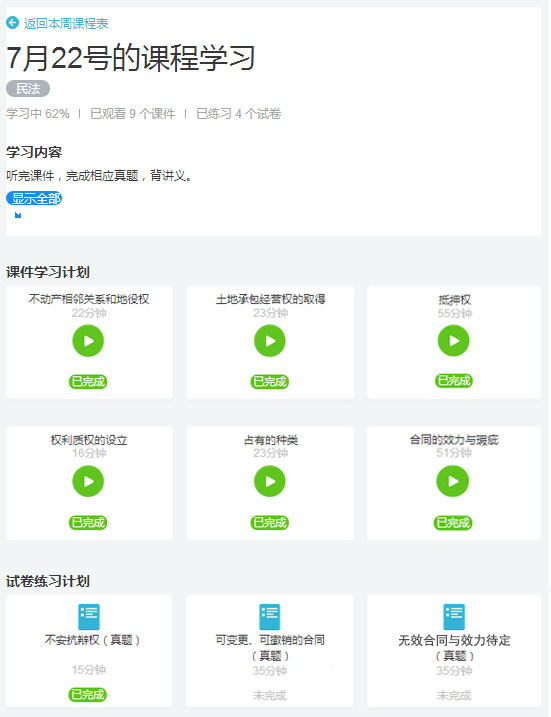 返回本周课程表
7月22号的课程学习
民法
学习中 62% | 已观看 9 个课件 | 已练习 4 个试卷
学习内容
听完课件，完成相应真题，背讲义。
显示全部
课件学习计划
不动产相邻关系和地役权
22分钟
已完成
土地承包经营权的取得
23分钟
已完成
抵押权
55分钟
已完成
权利质权的设立
16分钟
已完成
占有的种类
23分钟
已完成
合同的效力与瑕疵
51分钟
已完成
试卷练习计划
不安抗辩权（真题）
15分钟
已完成
可变更、可撤销的合同
（真题）
35分钟
未完成
无效合同与效力待定
（真题）
35分钟
未完成